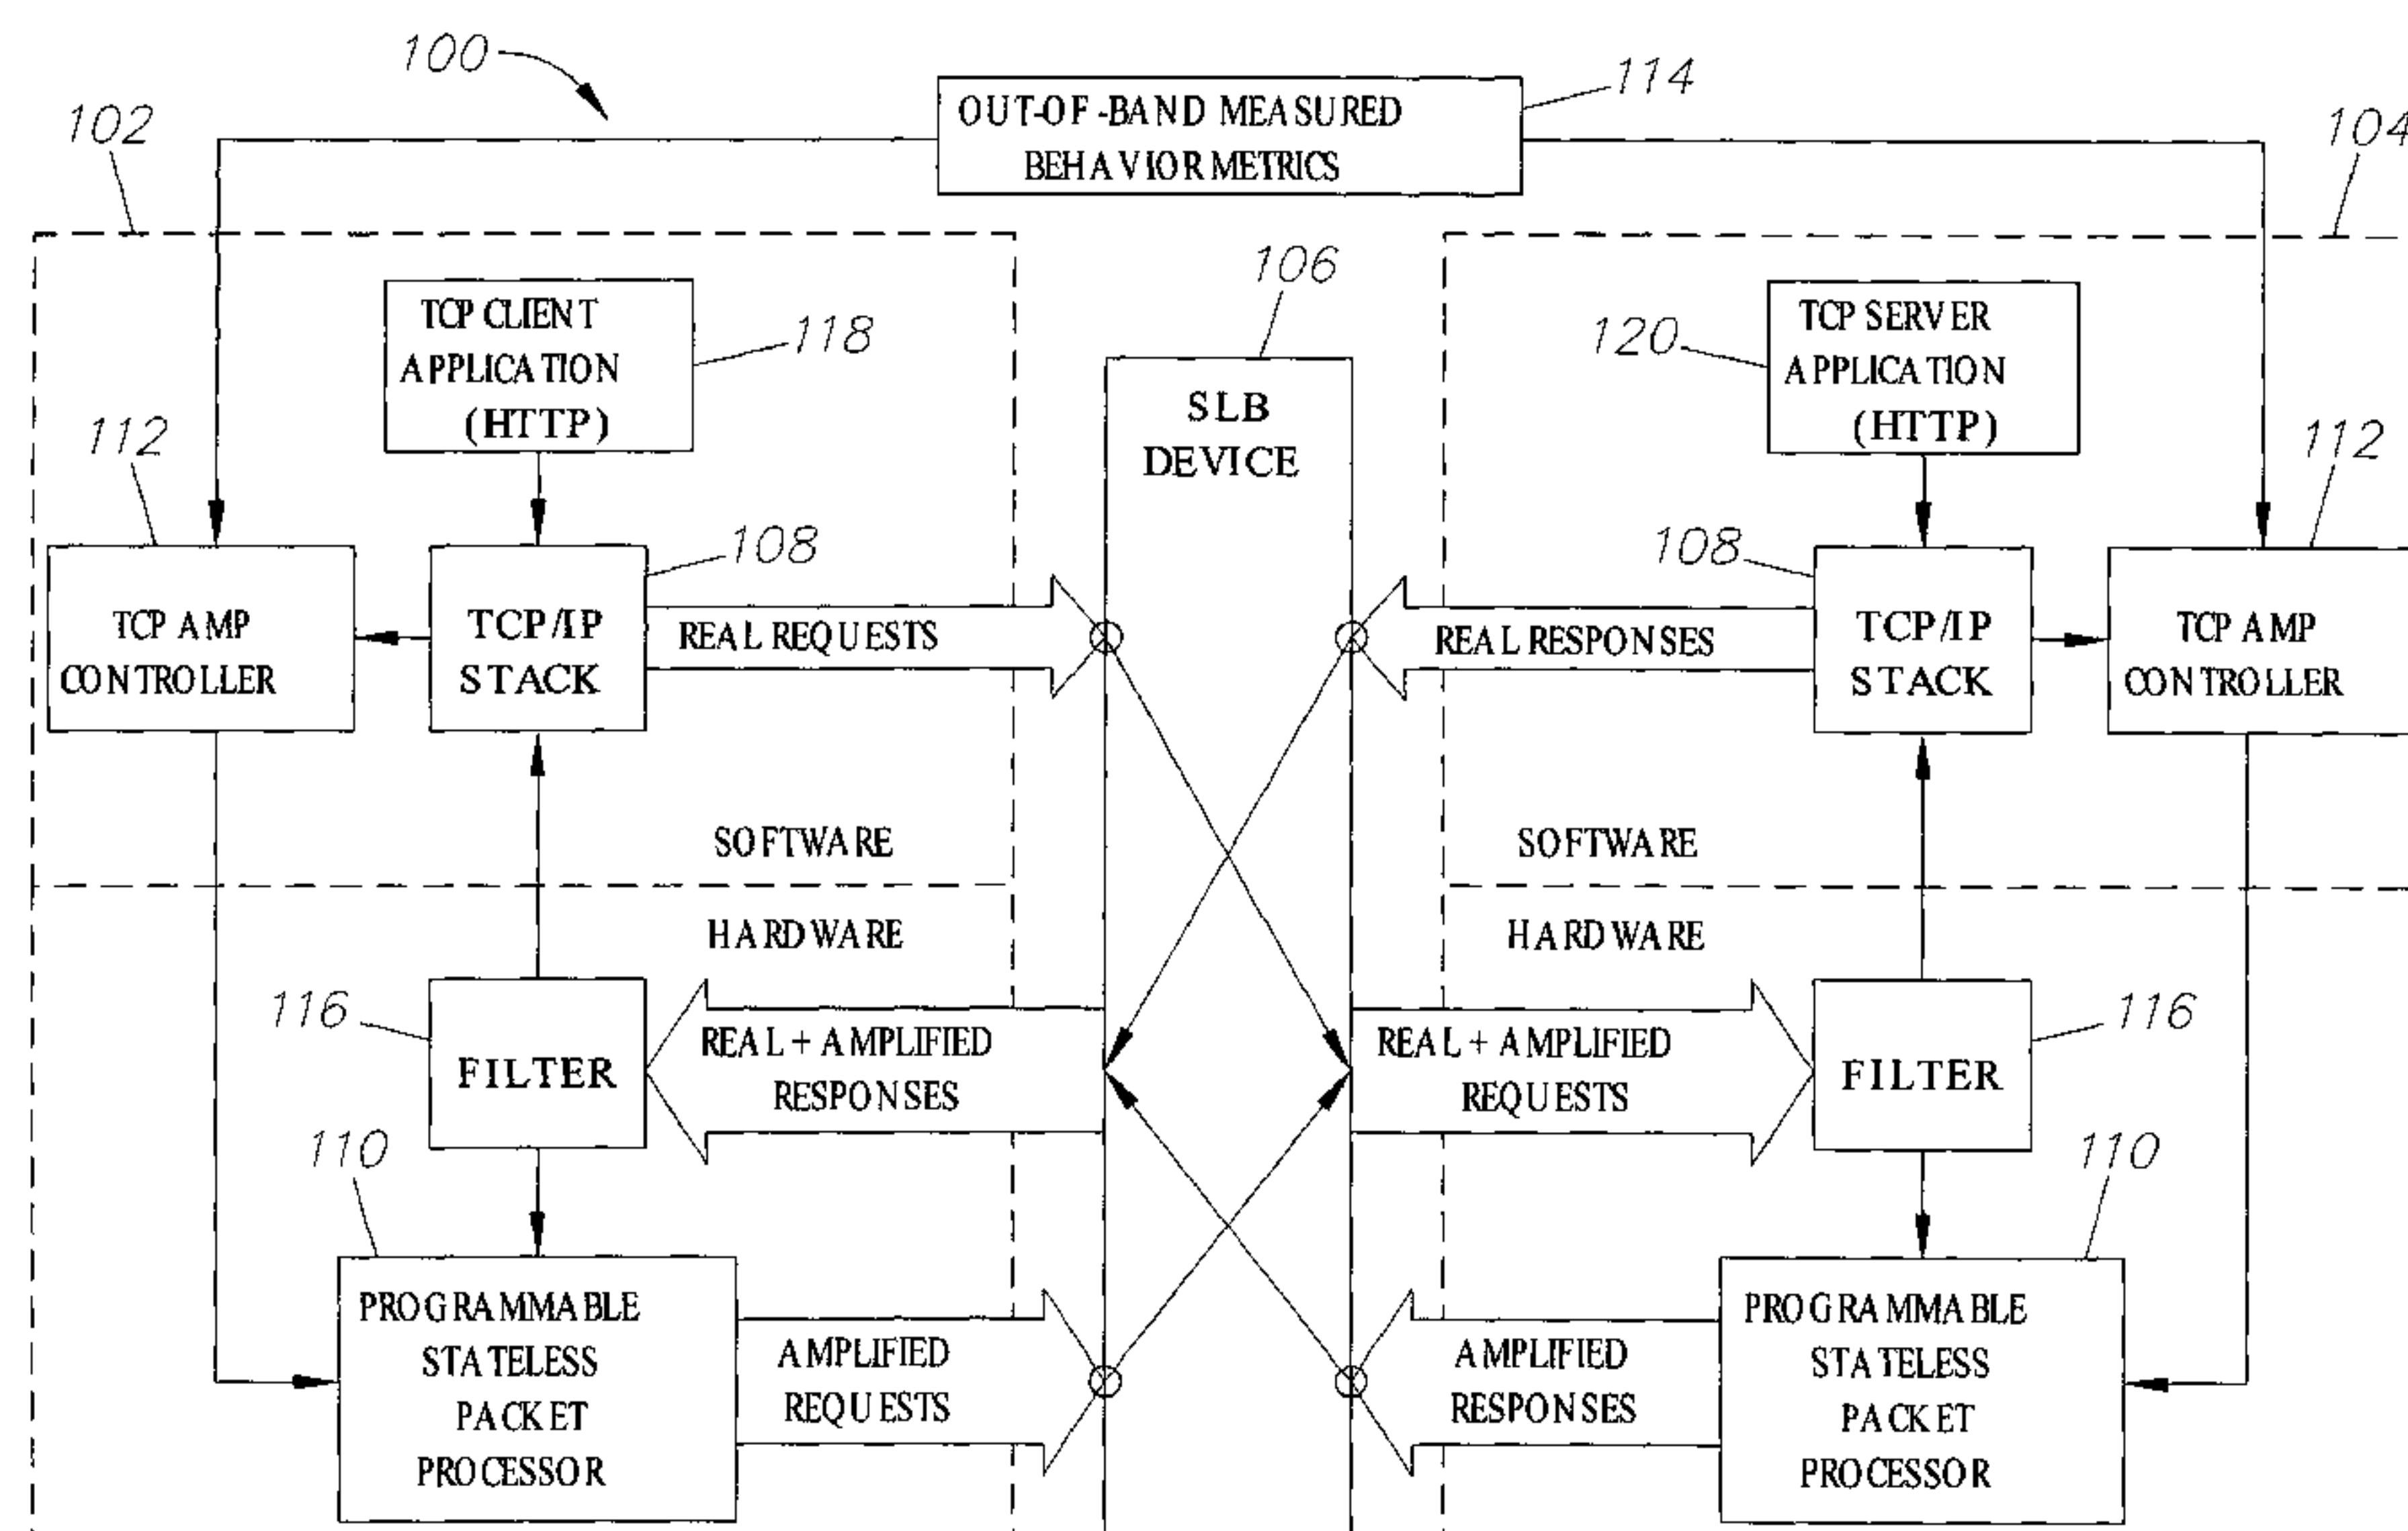 100
114
OUT-OF-BAND MEASURED
BEHAVIOR METRICS
102
104
106
TCP CLIENT
APPLICATION
(HTTP)
118
120
TCP SERVER
APPLICATION
(HTTP)
SLB
DEVICE
112
112
108
108
TCP AMP
CONTROLLER
TCP/IP
STACK
REAL REQUESTS
REAL RESPONSES
TCP/IP
STACK
TCP AMP
CONTROLLER
SOFTWARE
SOFTWARE
HARDWARE
HARDWARE
116
FILTER
REAL + AMPLIFIED
RESPONSES
REAL + AMPLIFIED
REQUESTS
FILTER
116
110
110
PROGRAMMABLE
STATELESS
PACKET
PROCESSOR
AMPLIFIED
REQUESTS
AMPLIFIED
RESPONSES
PROGRAMMABLE
STATELESS
PACKET
PROCESSOR